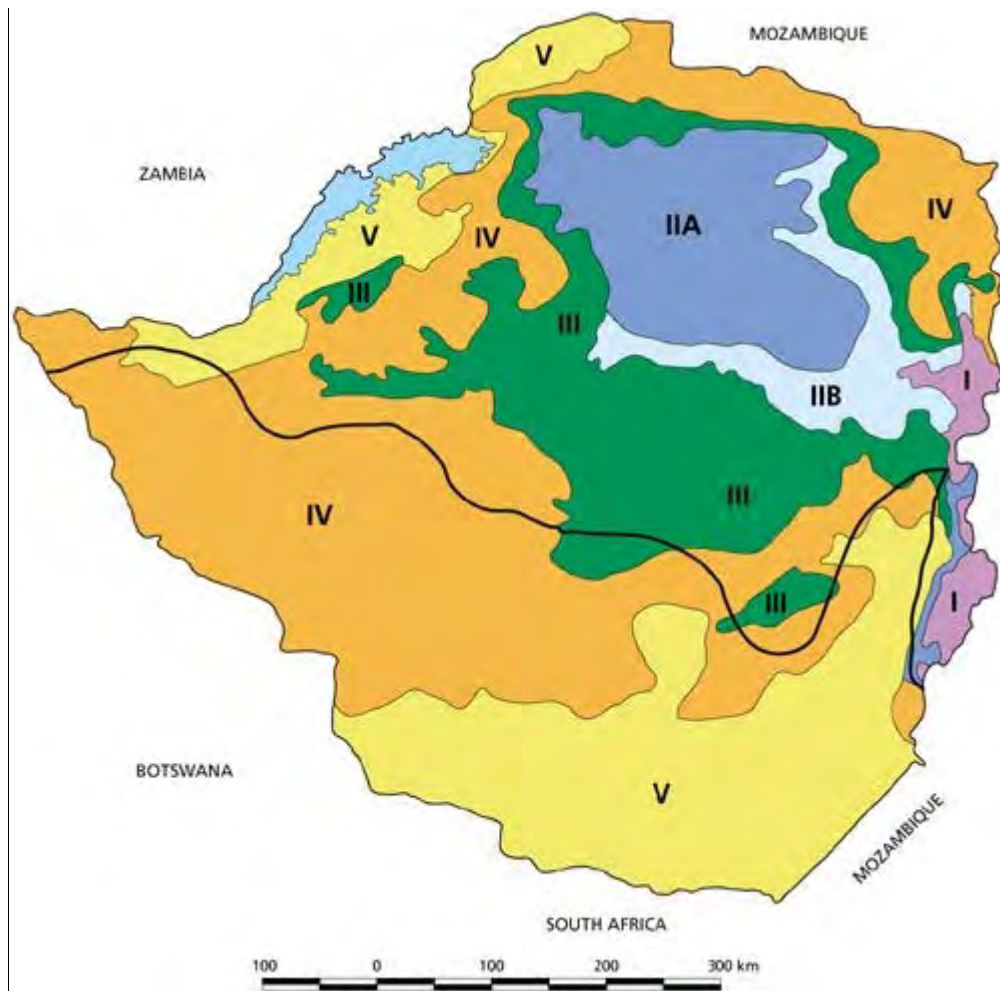 MOZAMBIQUE
V
ZAMBIA
IIA
IV
V
IV
III
III
I
IIB
III
IV
III
I
BOTSWANA
V
MOZAMBIQUE
SOUTH AFRICA
100 0 100 200 300 km